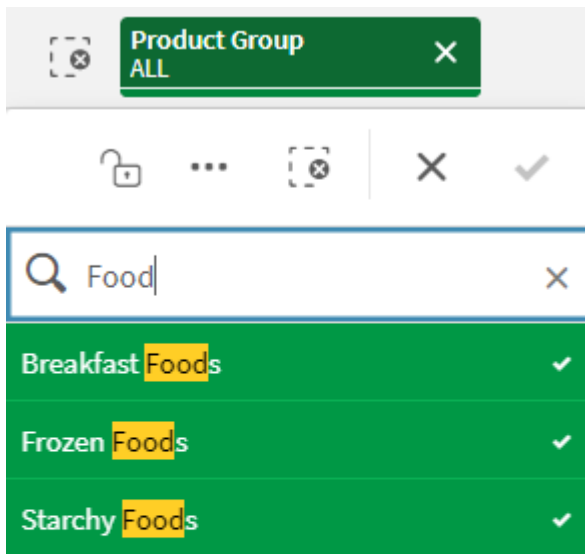 Product Group
ALL
Food
Breakfast Foods
Frozen Foods
Starchy Foods